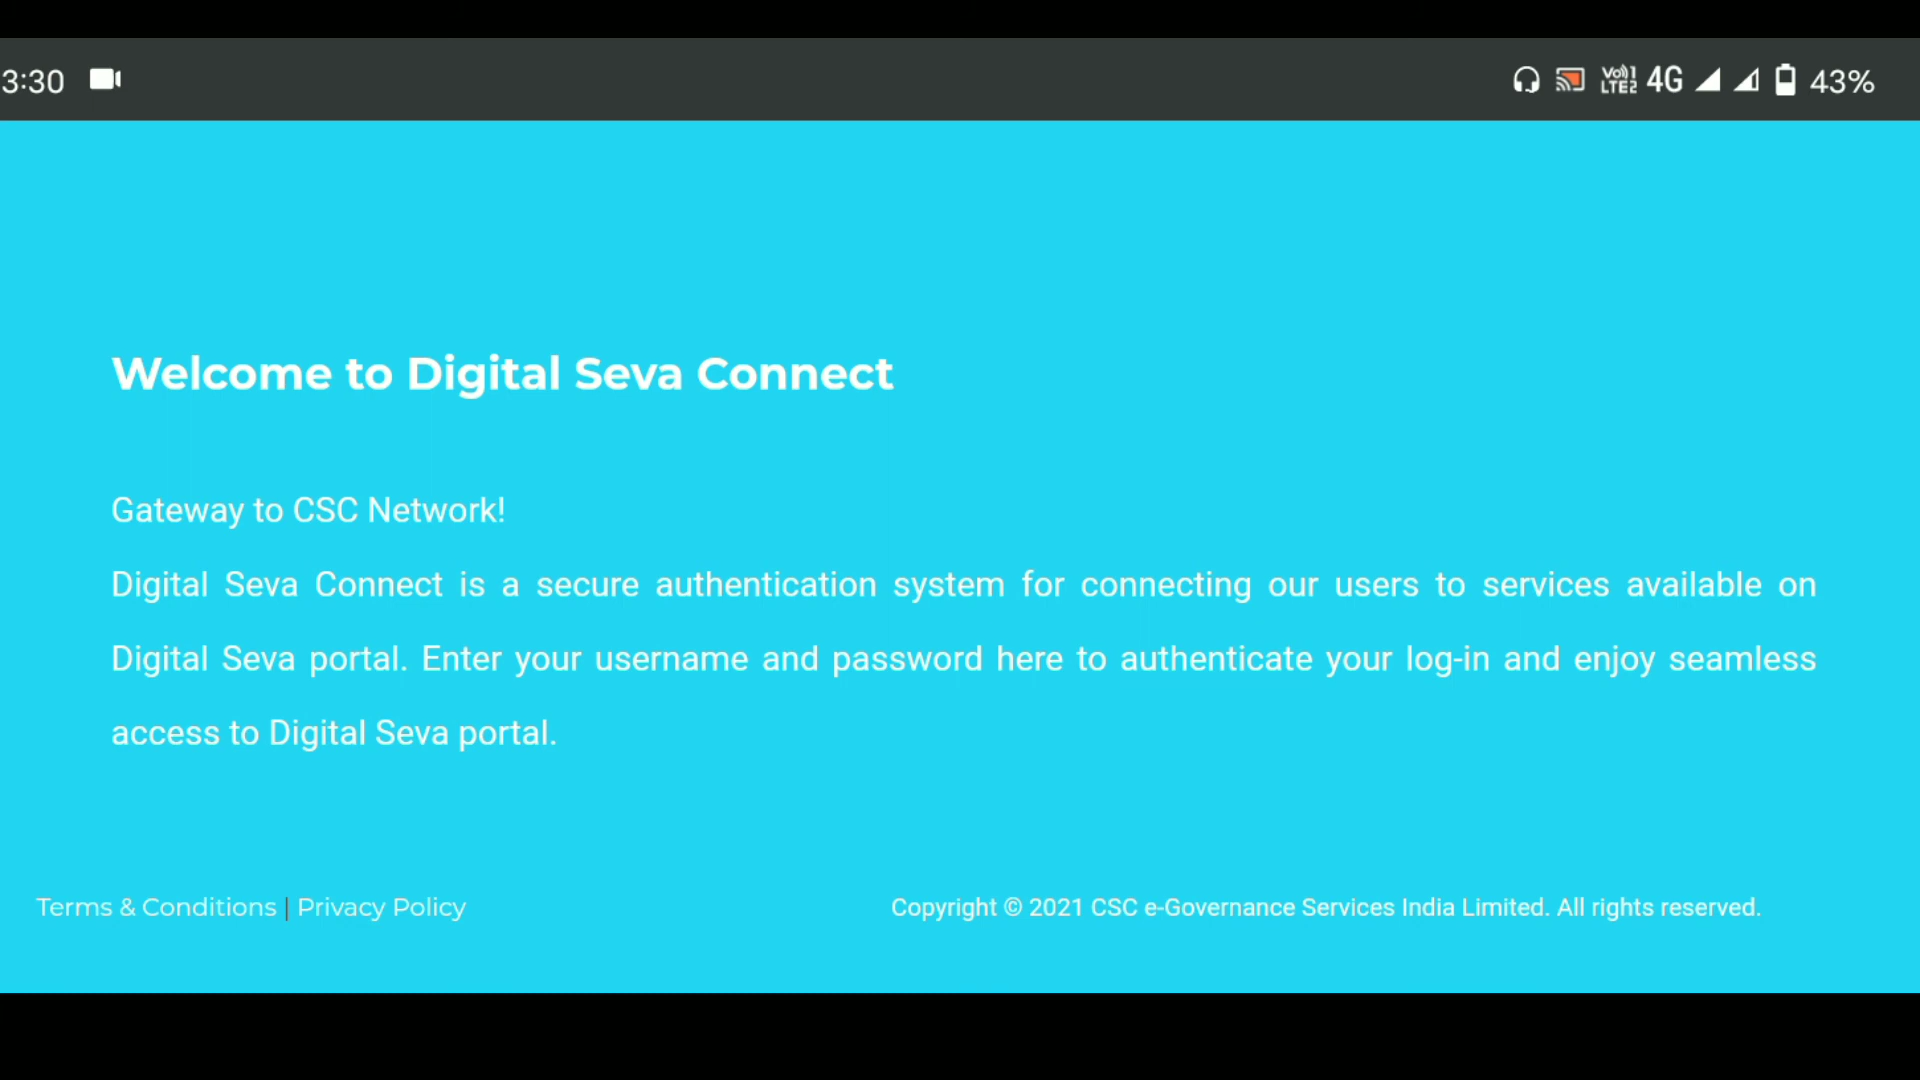 3:30 Vo)) 1 LTE2 4G 43%
Welcome to Digital Seva Connect
Gateway to CSC Network!
Digital Seva Connect is a secure authentication system for connecting our users to services available on
Digital Seva portal. Enter your username and password here to authenticate your log-in and enjoy seamless
access to Digital Seva portal.
Terms & Conditions | Privacy Policy
Copyright © 2021 CSC e-Governance Services India Limited. All rights reserved.